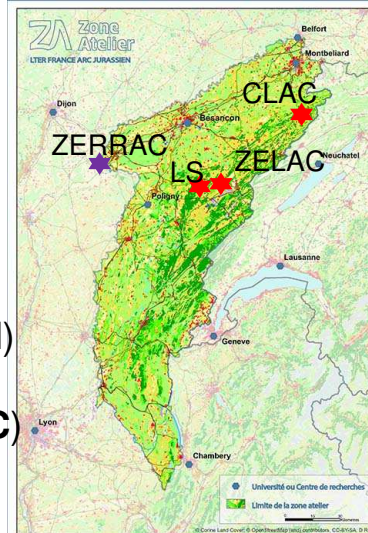 Zone
Atelier
LTER FRANCE ARC JURASSIEN
Belfort
Montbeliard
CLAC
Dijon
Besancon
ZERRAC
LS
ZELAC
Neuchatel
Poligny
Lausanne
Geneve
)
C)
Lyon
Chambery
Université ou Centre de recherches
Limite de la zone atelier